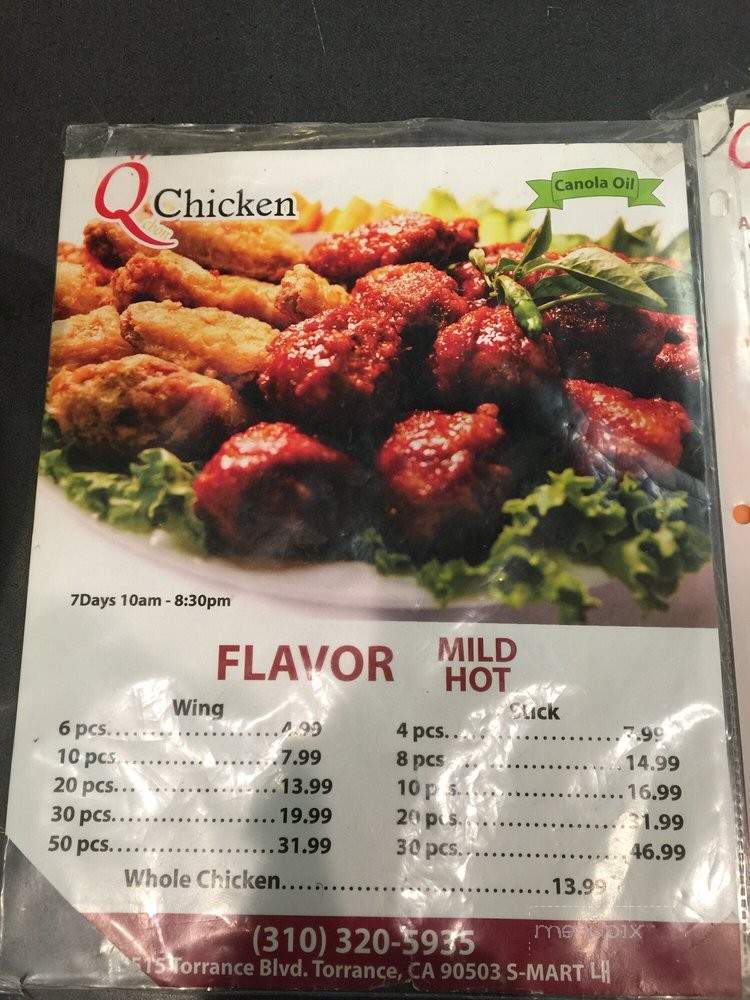 Q Chicken
Canola Oil
7Days 10am - 8:30pm
FLAVOR MILD HOT
Wing
6 pcs. 4.99
10 pcs. 7.99
20 pcs. 13.99
30 pcs. 19.99
50 pcs. 31.99
Stick
4 pcs. 7.99
8 pcs 14.99
10 pcs. 16.99
20 pcs. 31.99
30 pcs. 46.99
Whole Chicken. 13.99
(310) 320-5935
Torrance Blvd. Torrance, CA 90503 S-MART LH
menupix